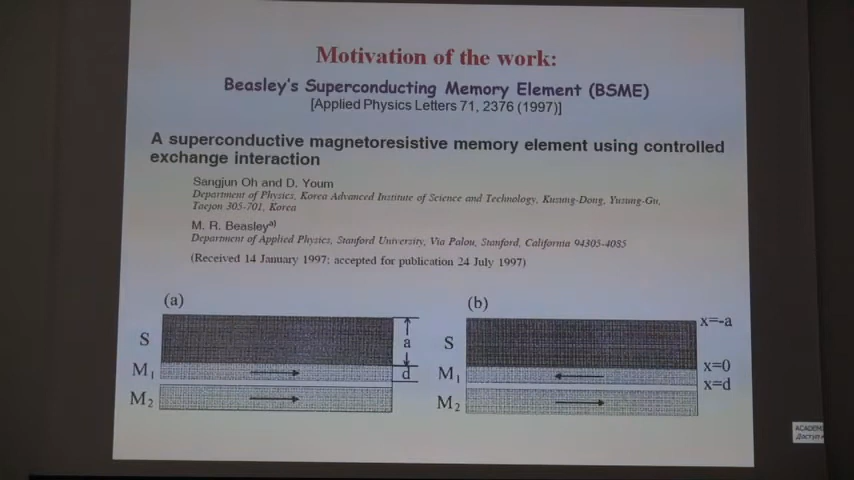 Motivation of the work:
Beasley's Superconducting Memory Element (BSME)
[Applied Physics Letters 71, 2376 (1997)]
A superconductive magnetoresistive memory element using controlled
exchange interaction
Sangjun Oh and D. Youm
Department of Physics, Korea Advanced Institute of Science and Technology, Kusung-Dong, Yusung-Gu,
Taejon 305-701, Korea
M. R. Beasley a)
Department of Applied Physics, Stanford University, Via Palou, Stanford, California 94305-4085
(Received 14 January 1997; accepted for publication 24 July 1997)
(a)
S
M1
M2
a
d
(b)
S
M1
M2
x=-a
x=0
x=d